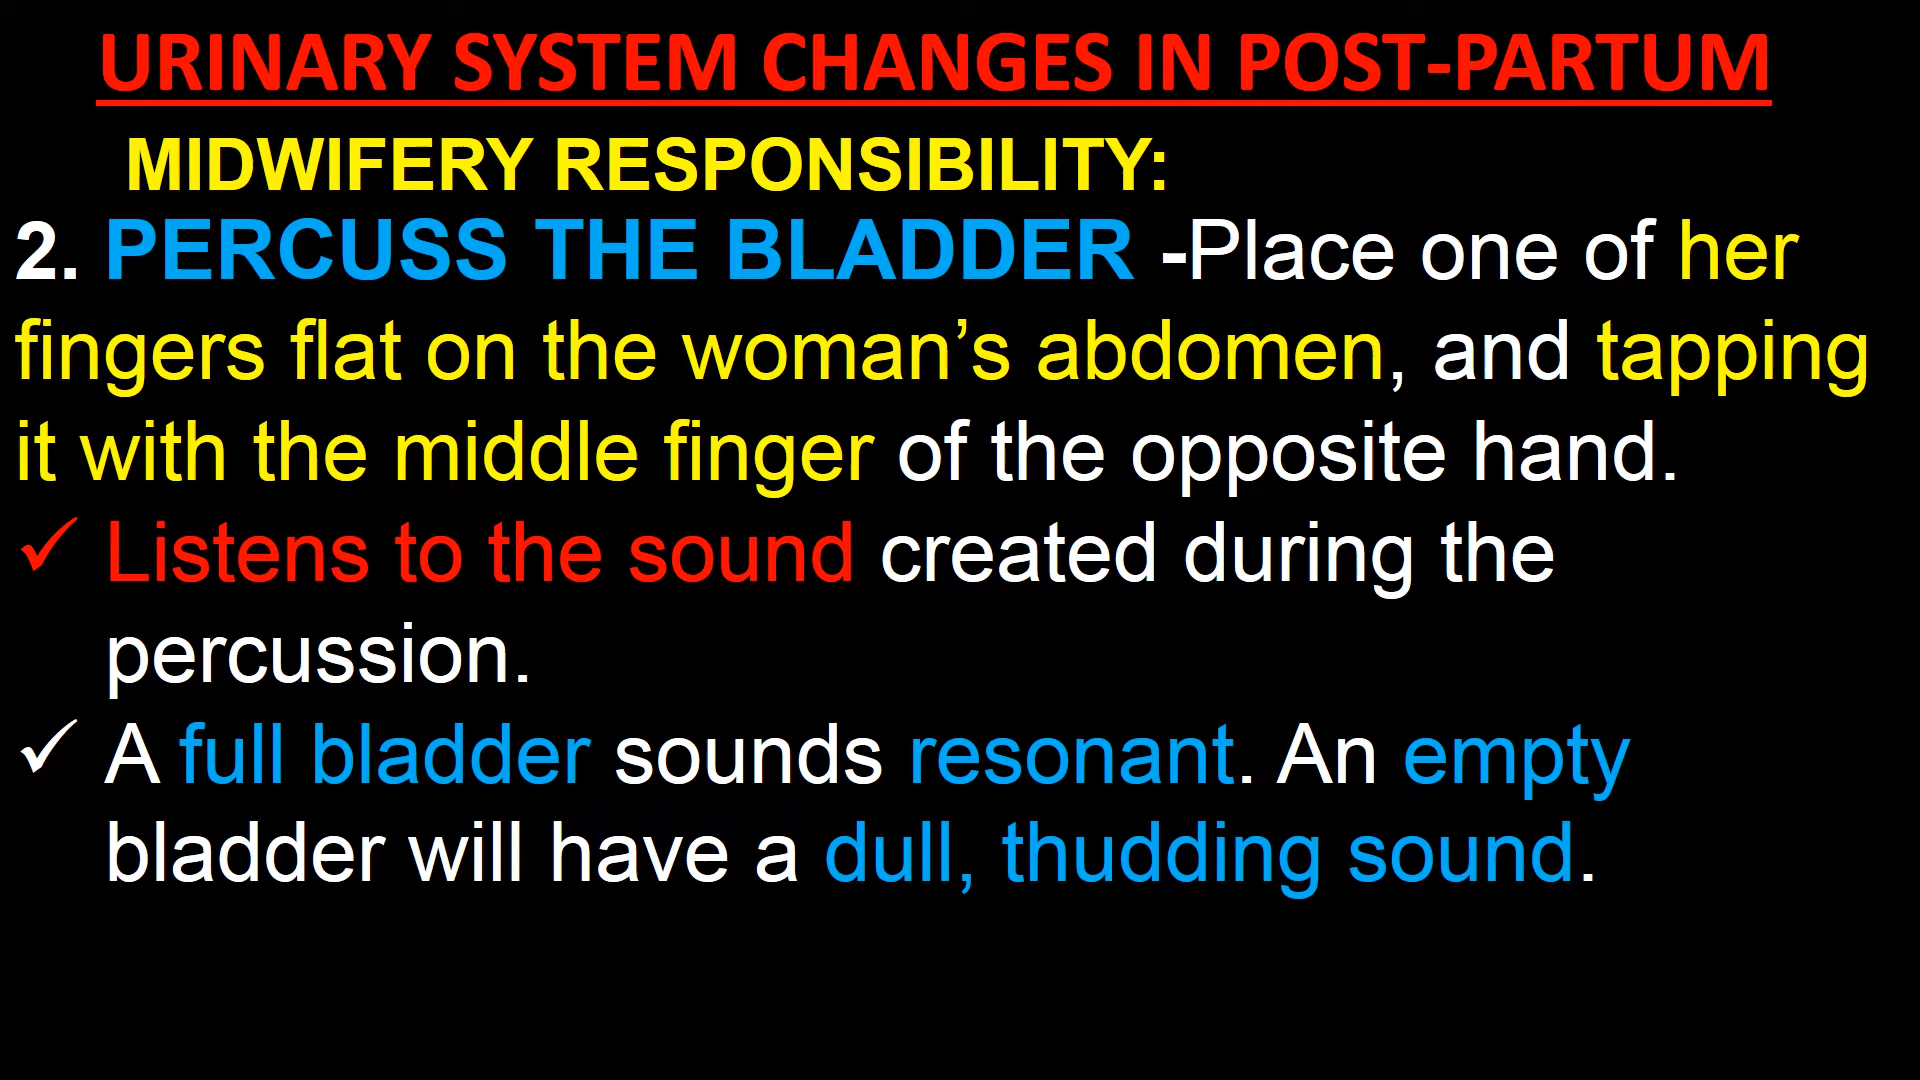 URINARY SYSTEM CHANGES IN POST-PARTUM
MIDWIFERY RESPONSIBILITY:
2. PERCUSS THE BLADDER -Place one of her
fingers flat on the woman’s abdomen, and tapping
it with the middle finger of the opposite hand.
✓ Listens to the sound created during the
percussion.
✓ A full bladder sounds resonant. An empty
bladder will have a dull, thudding sound.